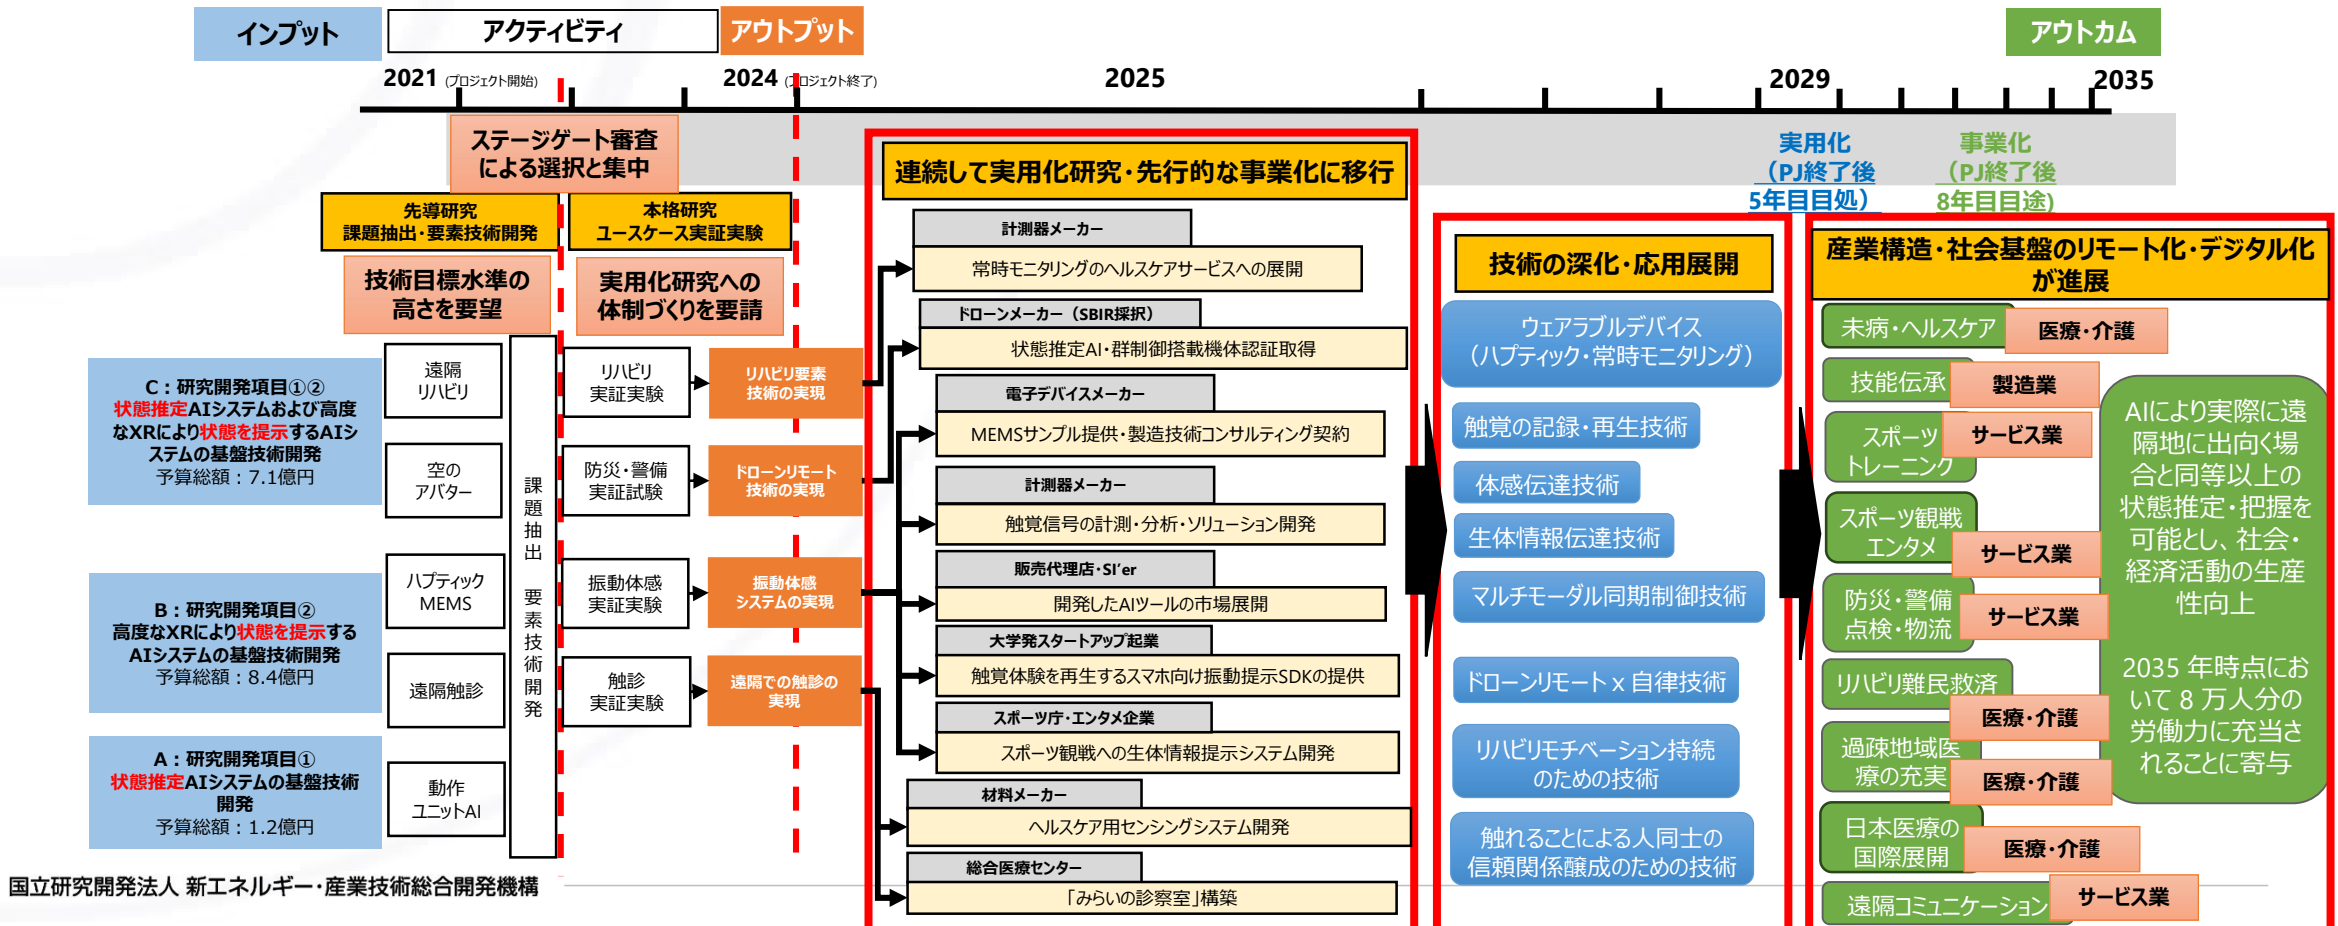 インプット
アクティビティ
アウトプット
アウトカム
2021 (プロジェクト開始)
2024 (プロジェクト終了)
2025
2029
2035
ステージゲート審査
による選択と集中
実用化
（PJ終了後
5年目目処）
事業化
（PJ終了後
8年目目途)
先導研究
課題抽出・要素技術開発
本格研究
ユースケース実証実験
連続して実用化研究・先行的な事業化に移行
技術の深化・応用展開
産業構造・社会基盤のリモート化・デジタル化
が進展
技術目標水準の
高さを要望
実用化研究への
体制づくりを要請
C：研究開発項目①②
状態推定AIシステムおよび高度
なXRにより状態を提示するAIシ
ステムの基盤技術開発
予算総額：7.1億円
B：研究開発項目②
高度なXRにより状態を提示する
AIシステムの基盤技術開発
予算総額：8.4億円
A：研究開発項目①
状態推定AIシステムの基盤技術
開発
予算総額：1.2億円
遠隔
リハビリ
空の
アバター
ハプティック
MEMS
遠隔触診
動作
ユニットAI
課題抽出 要素技術開発
リハビリ
実証実験
防災・警備
実証試験
振動体感
実証実験
触診
実証実験
リハビリ要素
技術の実現
ドローンリモート
技術の実現
振動体感
システムの実現
遠隔での触診の
実現
計測器メーカー
常時モニタリングのヘルスケアサービスへの展開
ドローンメーカー（SBIR採択）
状態推定AI・群制御搭載機体認証取得
電子デバイスメーカー
MEMSサンプル提供・製造技術コンサルティング契約
計測器メーカー
触覚信号の計測・分析・ソリューション開発
販売代理店・SI'er
開発したAIツールの市場展開
大学発スタートアップ起業
触覚体験を再生するスマホ向け振動提示SDKの提供
スポーツ庁・エンタメ企業
スポーツ観戦への生体情報提示システム開発
材料メーカー
ヘルスケア用センシングシステム開発
総合医療センター
「みらいの診察室」構築
ウェアラブルデバイス
（ハプティック・常時モニタリング）
触覚の記録・再生技術
体感伝達技術
生体情報伝達技術
マルチモーダル同期制御技術
ドローンリモート x 自律技術
リハビリモチベーション持続
のための技術
触れることによる人同士の
信頼関係醸成のための技術
未病・ヘルスケア
医療・介護
技能伝承
製造業
スポーツ
トレーニング
サービス業
スポーツ観戦
エンタメ
サービス業
防災・警備
点検・物流
サービス業
リハビリ難民救済
医療・介護
過疎地域医
療の充実
医療・介護
日本医療の
国際展開
医療・介護
遠隔コミュニケーション
サービス業
AIにより実際に遠
隔地に出向く場
合と同等以上の
状態推定・把握を
可能とし、社会・
経済活動の生産
性向上
2035 年時点にお
いて 8 万人分の
労働力に充当さ
れることに寄与
国立研究開発法人 新エネルギー・産業技術総合開発機構